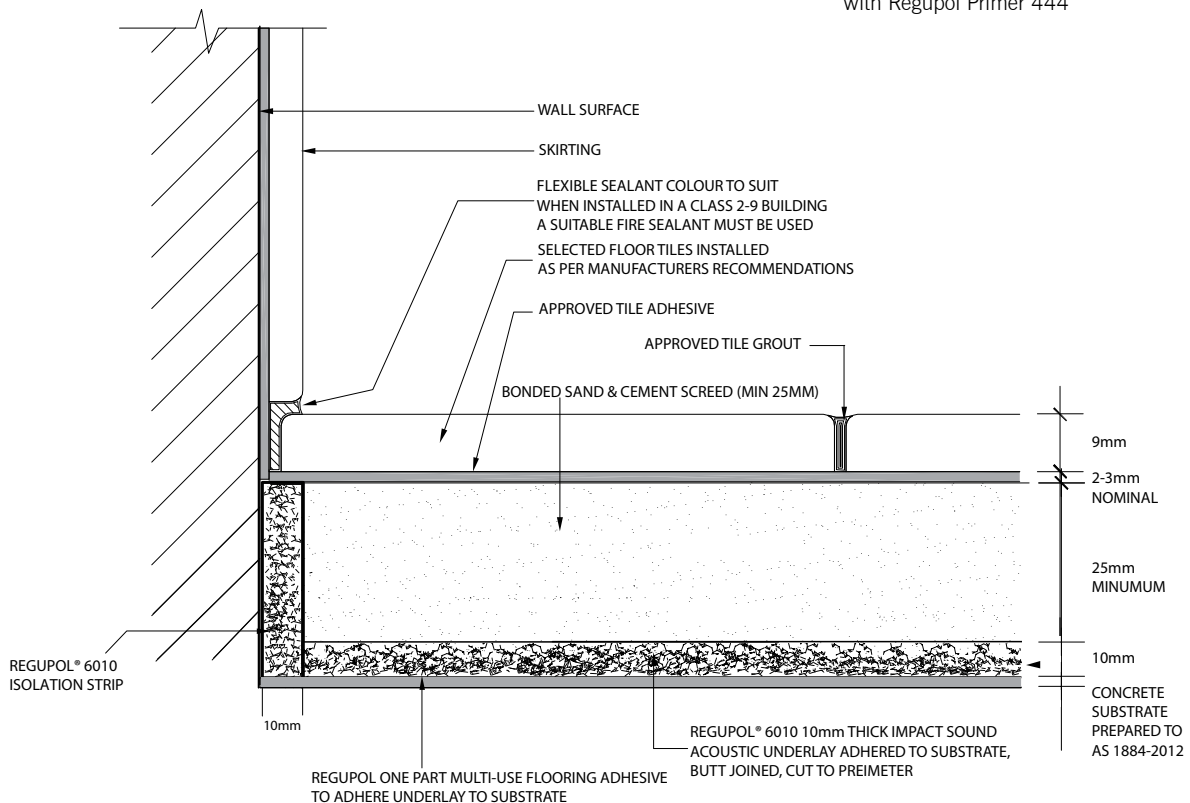 with Regupol Primer 444
WALL SURFACE
SKIRTING
FLEXIBLE SEALANT COLOUR TO SUIT
WHEN INSTALLED IN A CLASS 2-9 BUILDING
A SUITABLE FIRE SEALANT MUST BE USED
SELECTED FLOOR TILES INSTALLED
AS PER MANUFACTURERS RECOMMENDATIONS
APPROVED TILE ADHESIVE
APPROVED TILE GROUT
BONDED SAND & CEMENT SCREED (MIN 25MM)
9mm
2-3mm
NOMINAL
25mm
MINUMUM
10mm
CONCRETE
SUBSTRATE
PREPARED TO
AS 1884-2012
REGUPOL® 6010
ISOLATION STRIP
10mm
REGUPOL® 6010 10mm THICK IMPACT SOUND
ACOUSTIC UNDERLAY ADHERED TO SUBSTRATE,
BUTT JOINED, CUT TO PREIMETER
REGUPOL ONE PART MULTI-USE FLOORING ADHESIVE
TO ADHERE UNDERLAY TO SUBSTRATE